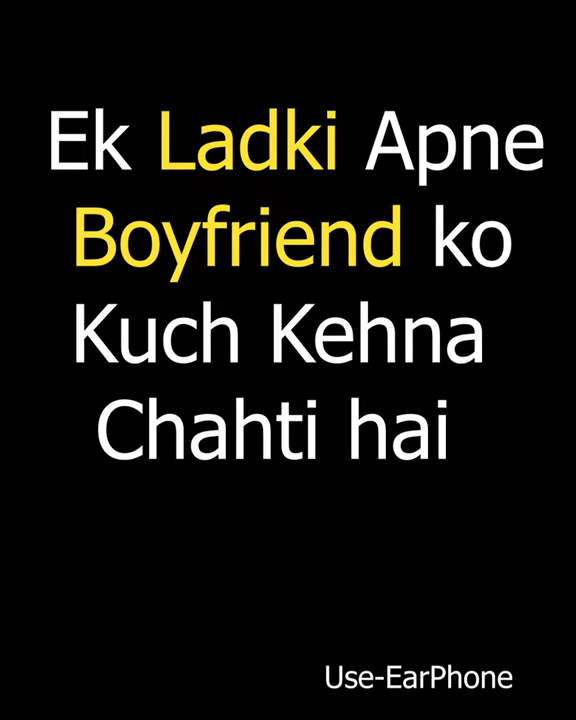 Ek Ladki Apne
Boyfriend ko
Kuch Kehna
Chahti hai
Use-EarPhone